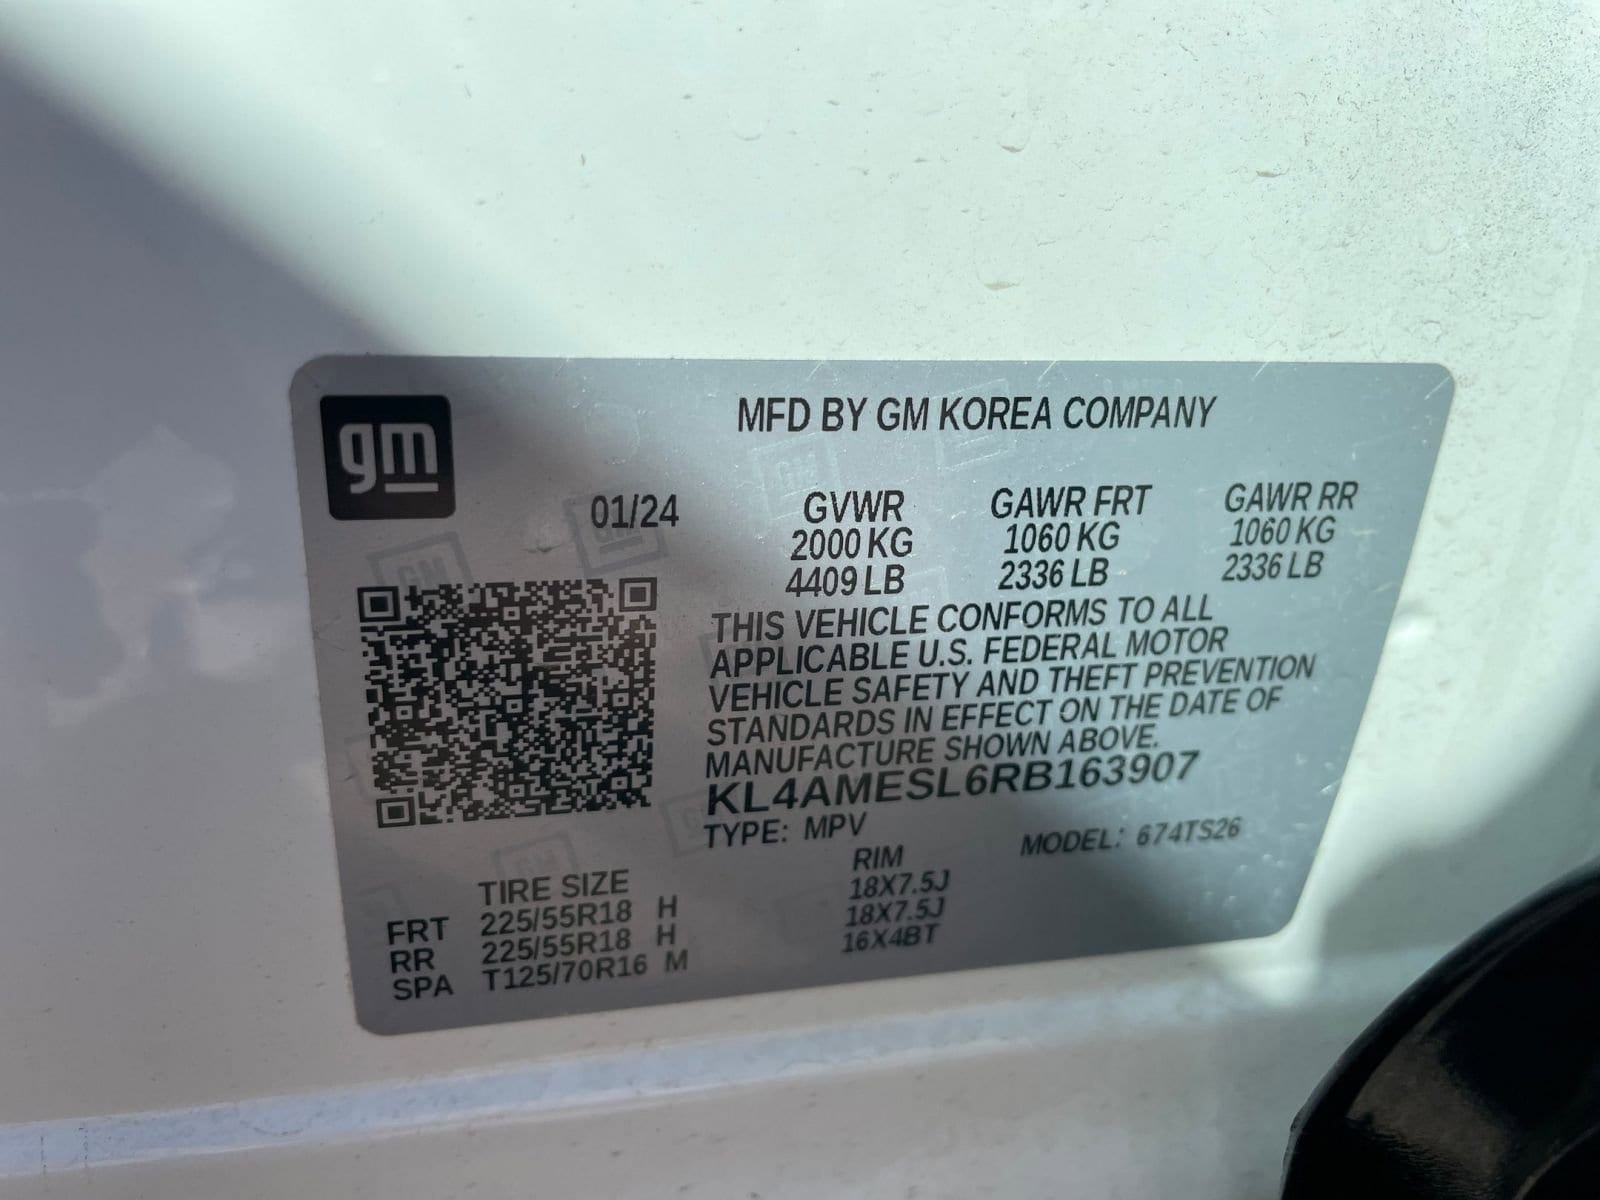 gm
MFD BY GM KOREA COMPANY
01/24 GVWR GAWR FRT GAWR RR
2000 KG 1060 KG 1060 KG
4409 LB 2336 LB 2336 LB
THIS VEHICLE CONFORMS TO ALL
APPLICABLE U.S. FEDERAL MOTOR
VEHICLE SAFETY AND THEFT PREVENTION
STANDARDS IN EFFECT ON THE DATE OF
MANUFACTURE SHOWN ABOVE.
KL4AMESL6RB163907
TYPE: MPV MODEL: 674TS26
TIRE SIZE RIM
FRT 225/55R18 H 18X7.5J
RR 225/55R18 H 18X7.5J
SPA T125/70R16 M 16X4BT